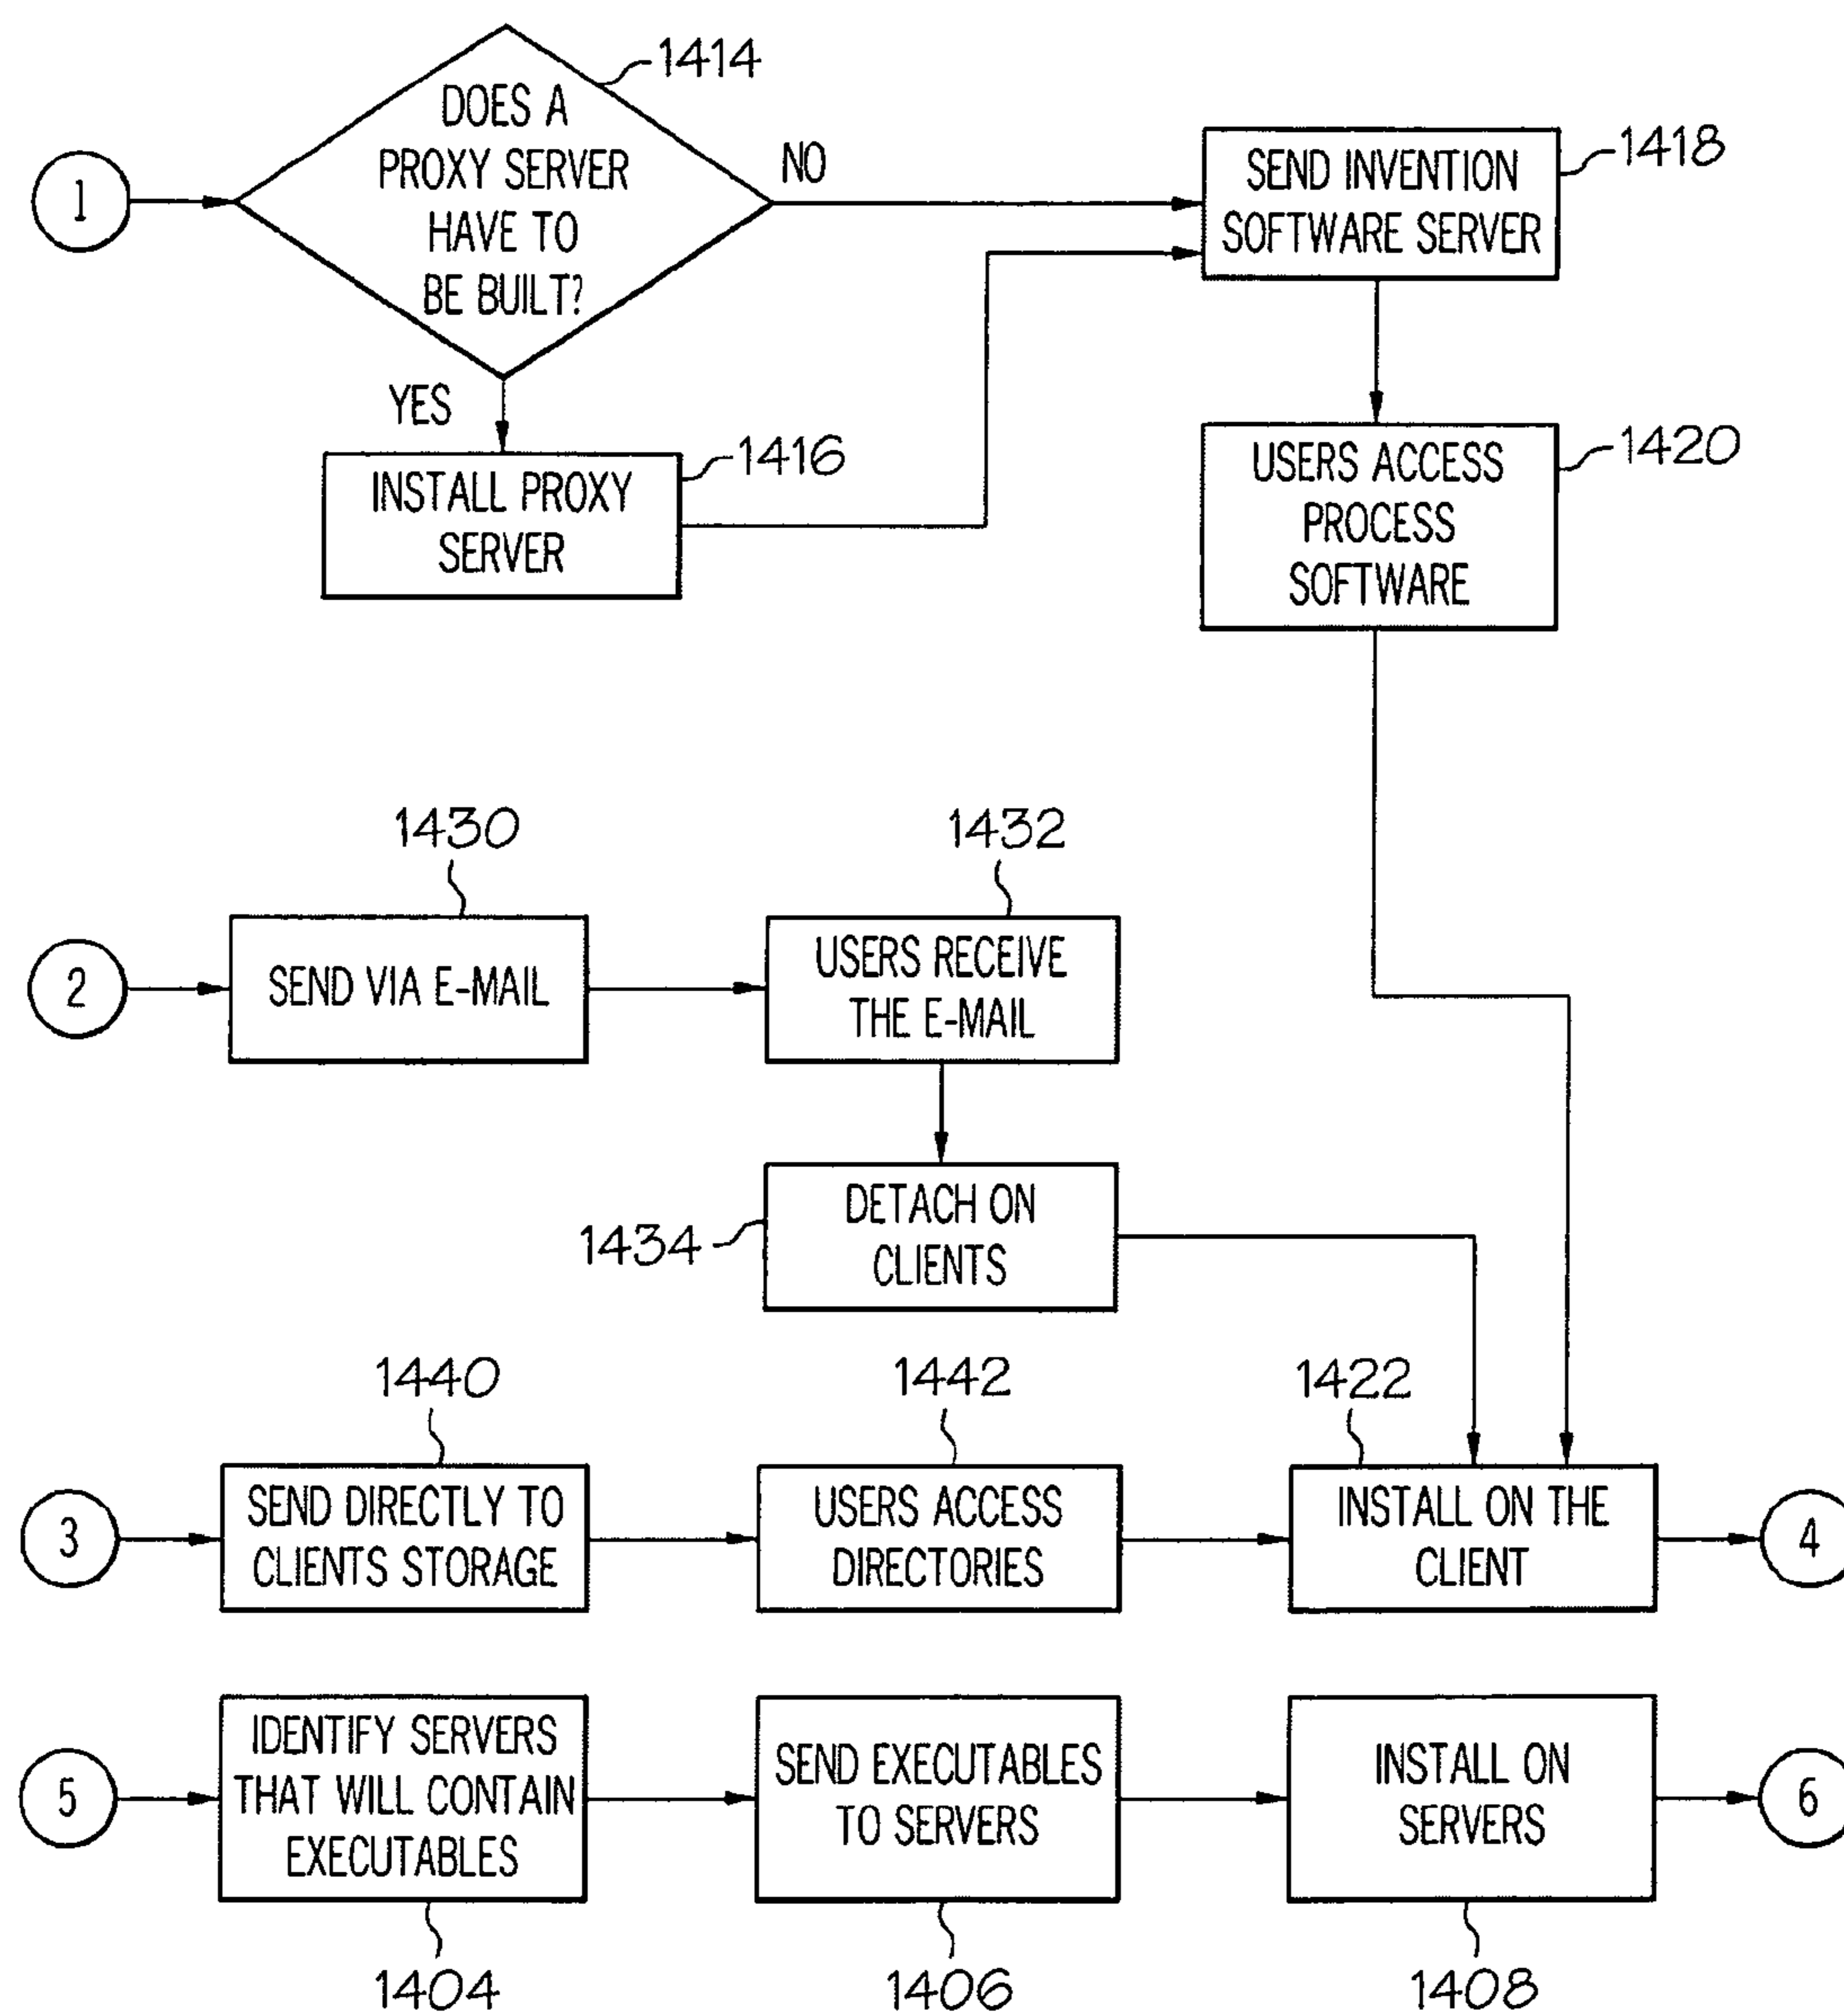 1414
DOES A
PROXY SERVER
HAVE TO
BE BUILT?
1
NO
YES
SEND INVENTION
SOFTWARE SERVER
1418
INSTALL PROXY
SERVER
1416
USERS ACCESS
PROCESS
SOFTWARE
1420
1430
1432
2
SEND VIA E-MAIL
USERS RECEIVE
THE E-MAIL
DETACH ON
CLIENTS
1434
1440
1442
1422
3
SEND DIRECTLY TO
CLIENTS STORAGE
USERS ACCESS
DIRECTORIES
INSTALL ON THE
CLIENT
4
5
IDENTIFY SERVERS
THAT WILL CONTAIN
EXECUTABLES
SEND EXECUTABLES
TO SERVERS
INSTALL ON
SERVERS
6
1404
1406
1408